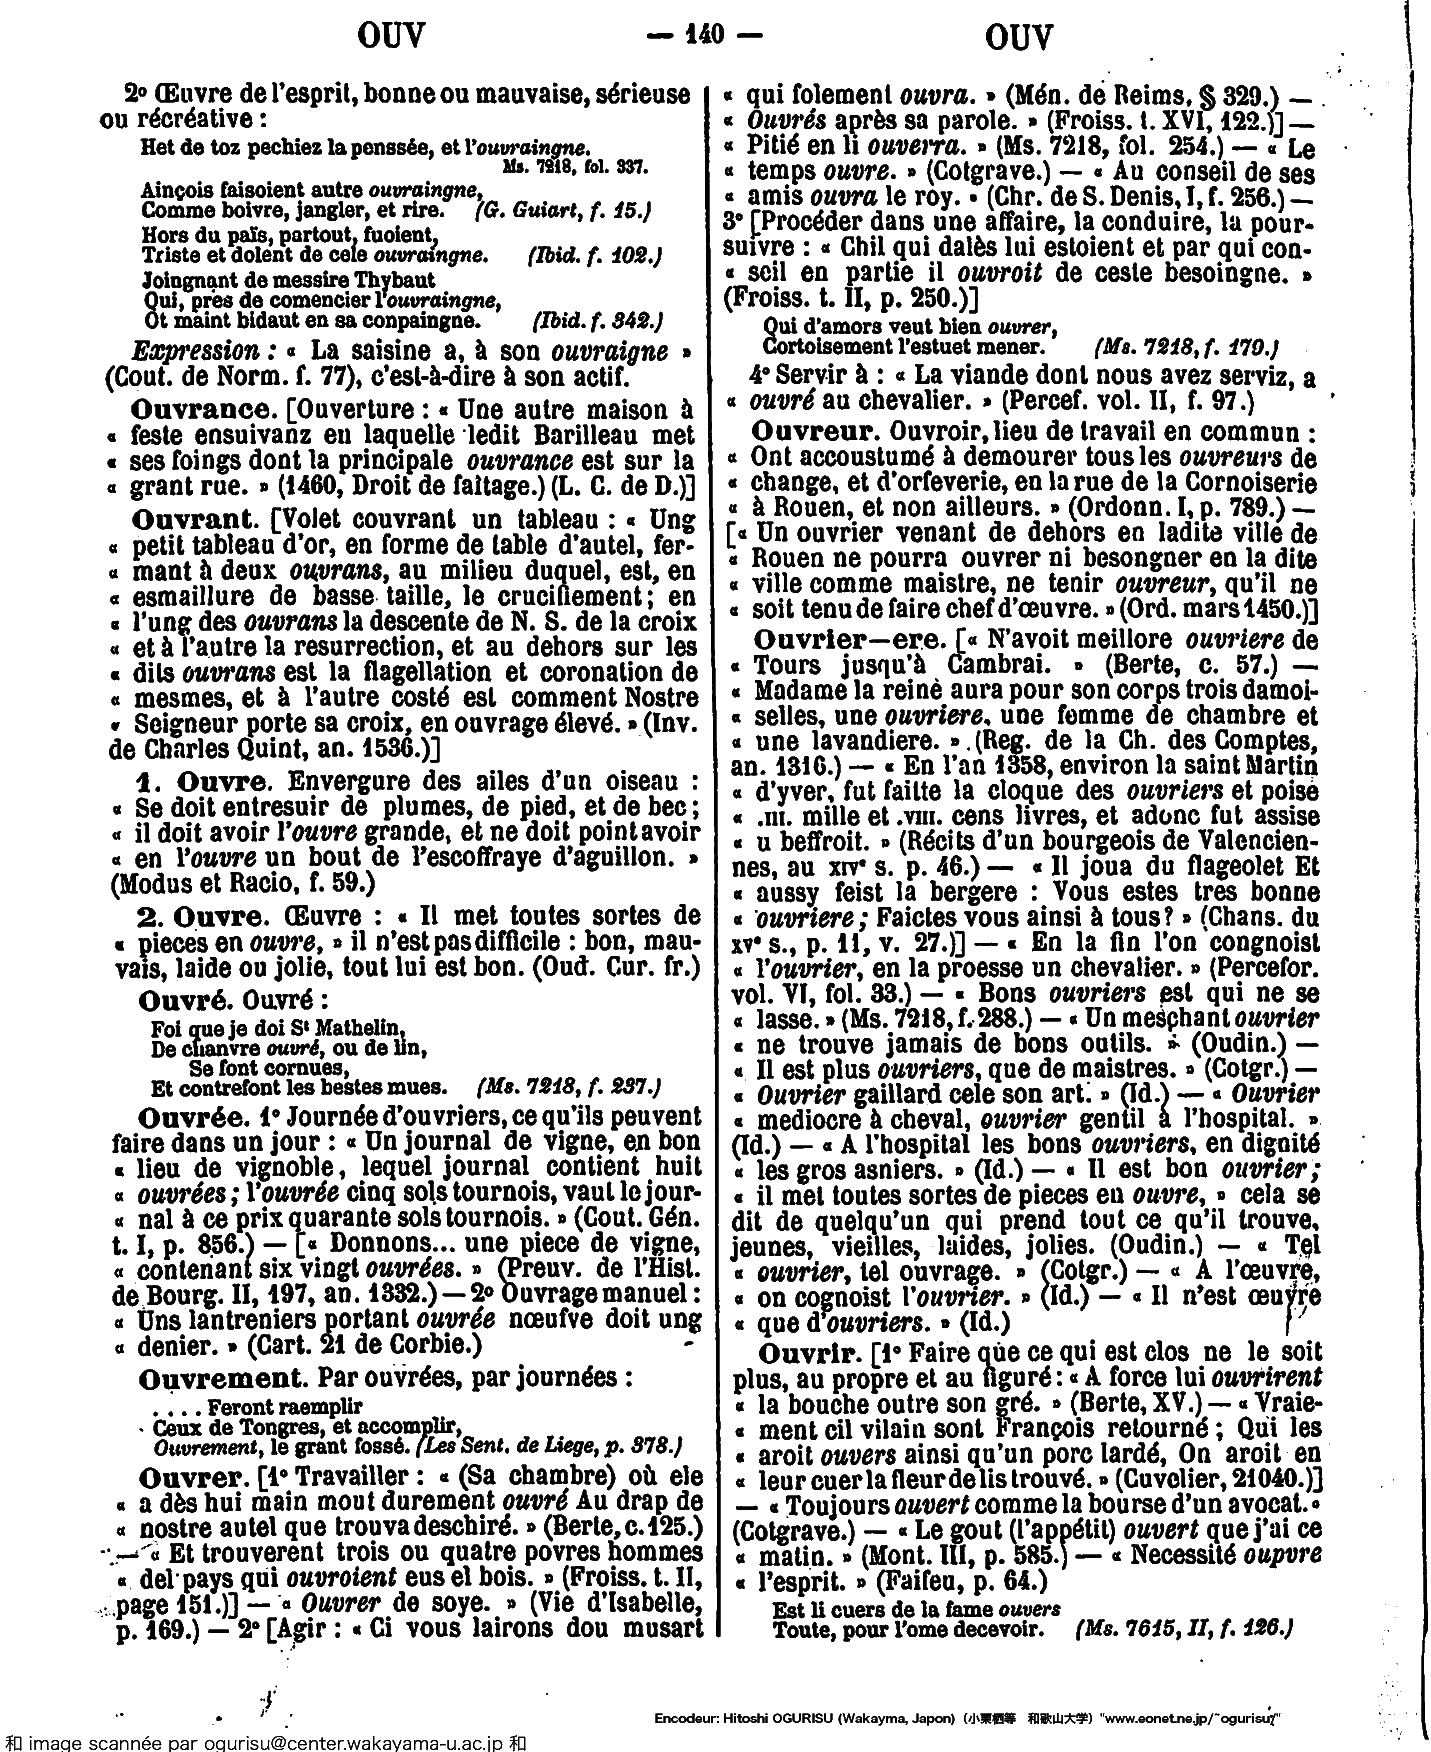 OUV — 140 — OUV
2º Œuvre de l'esprit, bonne ou mauvaise, sérieuse
ou récréative :
Het de toz pechiez la penssée, et l'ouvraingne.
Ms. 7218, fol. 337.
Ainçois faisoient autre ouvraingne,
Comme boivre, jangler, et rire. (G. Guiart, f. 15.)
Hors du païs, partout, fuoient,
Triste et dolent de cele ouvraingne. (Ibid. f. 102.)
Joingnant de messire Thybaut
Qui, près de comencier l'ouvraingne,
Ot maint bidaut en sa conpaingne. (Ibid. f. 342.)
Expression : « La saisine a, à son ouvraigne »
(Cout. de Norm. f. 77), c'est-à-dire à son actif.
Ouvrance. [Ouverture : « Une autre maison à
« feste ensuivanz en laquelle ledit Barilleau met
« ses foings dont la principale ouvrance est sur la
« grant rue. » (1460, Droit de faîtage.) (L. C. de D.)]
Ouvrant. [Volet couvrant un tableau : « Ung
« petit tableau d'or, en forme de table d'autel, fer-
« mant à deux ouvrans, au milieu duquel, est, en
« esmaillure de basse taille, le crucifiement ; en
« l'ung des ouvrans la descente de N. S. de la croix
« et à l'autre la resurrection, et au dehors sur les
« dits ouvrans est la flagellation et coronation de
« mesmes, et à l'autre costé est comment Nostre
« Seigneur porte sa croix, en ouvrage élevé. » (Inv.
de Charles Quint, an. 1536.)]
1. Ouvre. Envergure des ailes d'un oiseau :
« Se doit entresuir de plumes, de pied, et de bec ;
« il doit avoir l'ouvre grande, et ne doit point avoir
« en l'ouvre un bout de l'escoffraye d'aguillon. »
(Modus et Racio, f. 59.)
2. Ouvre. Œuvre : « Il met toutes sortes de
« pieces en ouvre, » il n'est pas difficile : bon, mau-
vais, laide ou jolie, tout lui est bon. (Oud. Cur. fr.)
Ouvré. Ouvré :
Foi que je doi St Mathelin,
De chanvre ouvré, ou de lin,
Se font cornues,
Et contrefont les bestes mues. (Ms. 7218, f. 237.)
Ouvrée. 1º Journée d'ouvriers, ce qu'ils peuvent
faire dans un jour : « Un journal de vigne, en bon
« lieu de vignoble, lequel journal contient huit
« ouvrées ; l'ouvrée cinq sols tournois, vaut le jour-
« nal à ce prix quarante sols tournois. » (Cout. Gén.
t. I, p. 856.) — [« Donnons... une piece de vigne,
« contenant six vingt ouvrées. » (Preuv. de l'Hist.
de Bourg. II, 197, an. 1332.) — 2º Ouvrage manuel :
« Uns lantreniers portant ouvrée nœufve doit ung
« denier. » (Cart. 21 de Corbie.)
Ouvrement. Par ouvrées, par journées :
.... Feront raemplir
Ceux de Tongres, et accomplir,
Ouvrement, le grant fossé. (Les Sent. de Liege, p. 378.)
Ouvrer. [1º Travailler : « (Sa chambre) où ele
« a dès hui main mout durement ouvré Au drap de
« nostre autel que trouva deschiré. » (Berte, c. 125.)
— « Et trouverent trois ou quatre povres hommes
« del pays qui ouvroient eus el bois. » (Froiss. t. II,
page 151.)] — « Ouvrer de soye. » (Vie d'Isabelle,
p. 169.) — 2º [Agir : « Ci vous lairons dou musart
« qui folement ouvra. » (Mén. de Reims, § 329.) —
« Ouvrés après sa parole. » (Froiss. t. XVI, 122.)] —
« Pitié en li ouverra. » (Ms. 7218, fol. 254.) — « Le
« temps ouvre. » (Cotgrave.) — « Au conseil de ses
« amis ouvra le roy. » (Chr. de S. Denis, I, f. 256.) —
3º [Procéder dans une affaire, la conduire, la pour-
suivre : « Chil qui dalès lui estoient et par qui con-
« seil en partie il ouvroit de ceste besoingne. »
(Froiss. t. II, p. 250.)]
Qui d'amors veut bien ouvrer,
Cortoisement l'estuet mener. (Ms. 7218, f. 179.)
4º Servir à : « La viande dont nous avez serviz, a
« ouvré au chevalier. » (Percef. vol. II, f. 97.)
Ouvreur. Ouvroir, lieu de travail en commun :
« Ont accoustumé à demourer tous les ouvreurs de
« change, et d'orfeverie, en la rue de la Cornoiserie
« à Rouen, et non ailleurs. » (Ordonn. I, p. 789.) —
[« Un ouvrier venant de dehors en ladite ville de
« Rouen ne pourra ouvrer ni besongner en la dite
« ville comme maistre, ne tenir ouvreur, qu'il ne
« soit tenu de faire chef d'œuvre. » (Ord. mars 1450.)]
Ouvrier—ere. [« N'avoit meillore ouvriere de
« Tours jusqu'à Cambrai. » (Berte, c. 57.) —
« Madame la reine aura pour son corps trois damoi-
« selles, une ouvriere, une femme de chambre et
« une lavandiere. » (Reg. de la Ch. des Comptes,
an. 1316.) — « En l'an 1358, environ la saint Martin
« d'yver, fut faitte la cloque des ouvriers et poise
« .III. mille et .VIII. cens livres, et adonc fut assise
« u beffroit. » (Récits d'un bourgeois de Valencien-
nes, au XIVe s. p. 46.) — « Il joua du flageolet Et
« aussy feist la bergere : Vous estes tres bonne
« ouvriere ; Faictes vous ainsi à tous ? » (Chans. du
XVe s., p. 11, v. 27.)] — « En la fin l'on congnoist
« l'ouvrier, en la proesse un chevalier. » (Percefor.
vol. VI, fol. 33.) — « Bons ouvriers est qui ne se
« lasse. » (Ms. 7218, f. 288.) — « Un meschant ouvrier
« ne trouve jamais de bons outils. » (Oudin.) —
« Il est plus ouvriers, que de maistres. » (Cotgr.) —
« Ouvrier gaillard cele son art. » (Id.) — « Ouvrier
« mediocre à cheval, ouvrier gentil à l'hospital. »
(Id.) — « A l'hospital les bons ouvriers, en dignité
« les gros asniers. » (Id.) — « Il est bon ouvrier ;
« il met toutes sortes de pieces en ouvre, » cela se
dit de quelqu'un qui prend tout ce qu'il trouve,
jeunes, vieilles, laides, jolies. (Oudin.) — « Tel
« ouvrier, tel ouvrage. » (Cotgr.) — « A l'œuvre,
« on cognoist l'ouvrier. » (Id.) — « Il n'est œuvre
« que d'ouvriers. » (Id.)
Ouvrir. [1º Faire que ce qui est clos ne le soit
plus, au propre et au figuré : « A force lui ouvrirent
« la bouche outre son gré. » (Berte, XV.) — « Vraie-
« ment cil vilain sont François retourné ; Qui les
« aroit ouvers ainsi qu'un porc lardé, On aroit en
« leur cuer la fleur de lis trouvé. » (Cuvelier, 21040.)]
— « Toujours ouvert comme la bourse d'un avocat. »
(Cotgrave.) — « Le gout (l'appétit) ouvert que j'ai ce
« matin. » (Mont. III, p. 585.) — « Necessité oupvre
« l'esprit. » (Faifeu, p. 64.)
Est li cuers de la fame ouvers
Toute, pour l'ome decevoir. (Ms. 7615, II, f. 126.)
Encodeur: Hitoshi OGURISU (Wakayma, Japon) (小栗栖等 和歌山大学) "www.eonet.ne.jp/~ogurisu/"
和 image scannée par ogurisu@center.wakayama-u.ac.jp 和